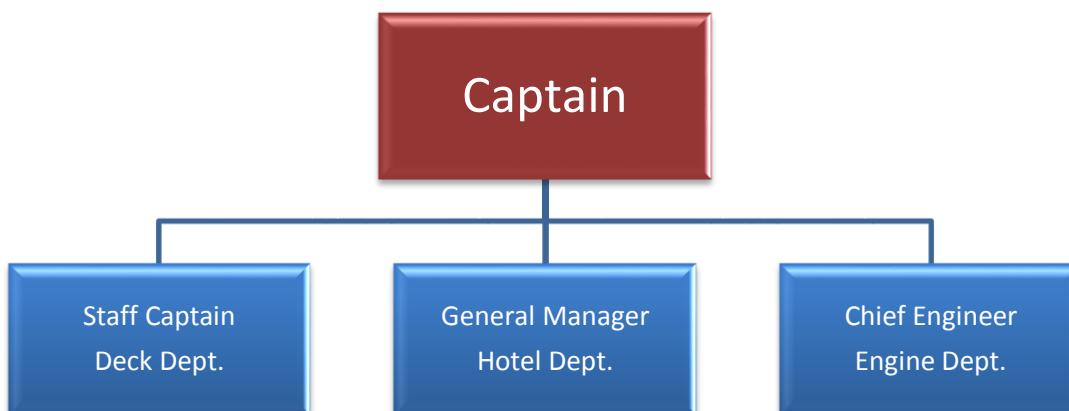 Captain
Staff Captain
Deck Dept.
General Manager
Hotel Dept.
Chief Engineer
Engine Dept.